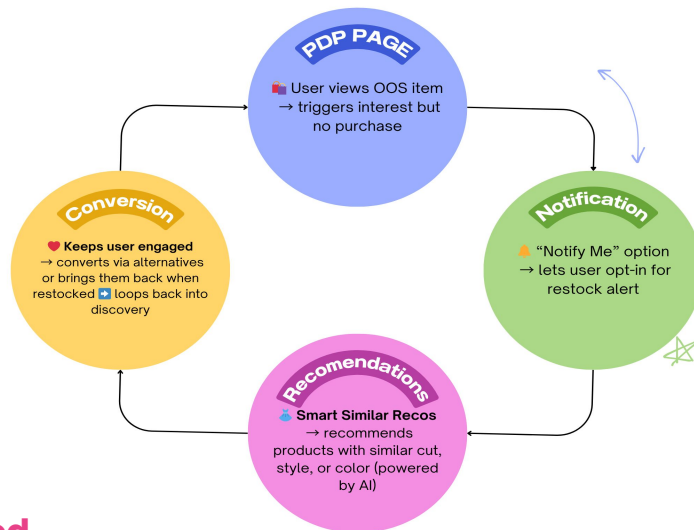 PDP PAGE
🛍️ User views OOS item
→ triggers interest but
no purchase
Conversion
❤️ Keeps user engaged
→ converts via alternatives
or brings them back when
restocked ➡️ loops back into
discovery
Notification
🔔 “Notify Me” option
→ lets user opt-in for
restock alert
Recomendations
👗 Smart Similar Recos
→ recommends
products with similar cut,
style, or color (powered
by AI)